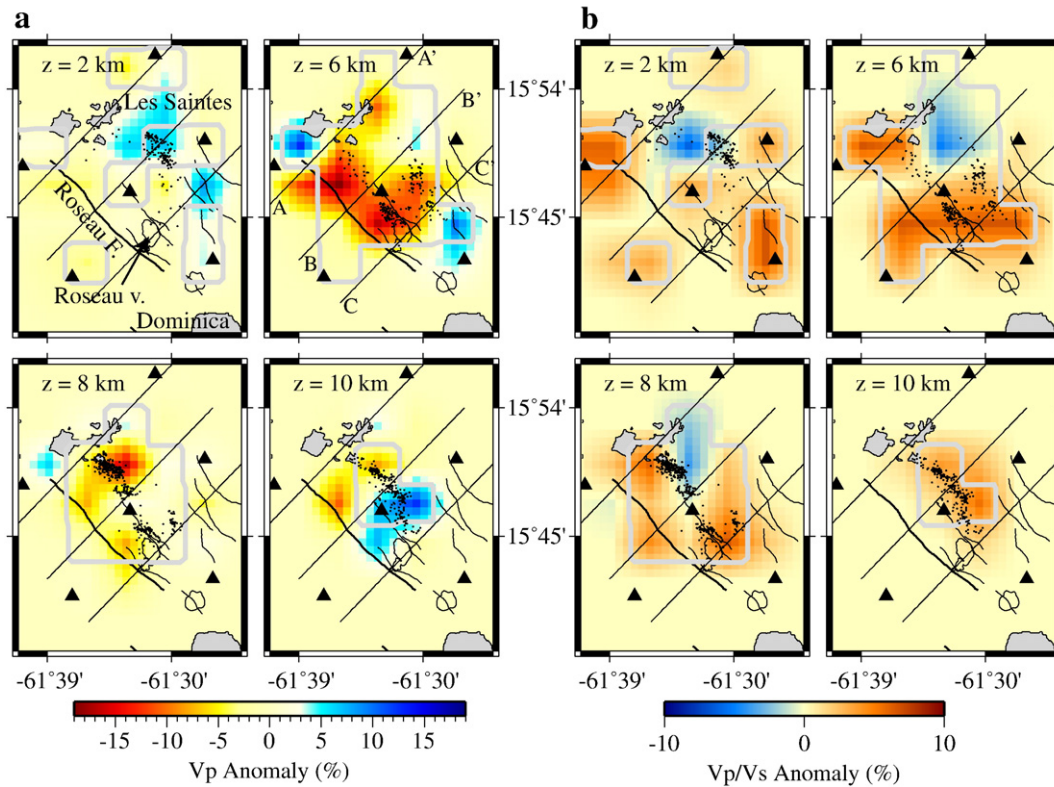 a
b
z = 2 km
z = 6 km
z = 2 km
z = 6 km
A'
15°54'
Les Saintes
B'
C'
Roseau F.
A
15°45'
B
Roseau v.
C
Dominica
z = 8 km
z = 10 km
z = 8 km
z = 10 km
15°54'
15°45'
-61°39'
-61°30'
-61°39'
-61°30'
-61°39'
-61°30'
-61°39'
-61°30'
-15
-10
-5
0
5
10
15
-10
0
10
Vp Anomaly (%)
Vp/Vs Anomaly (%)